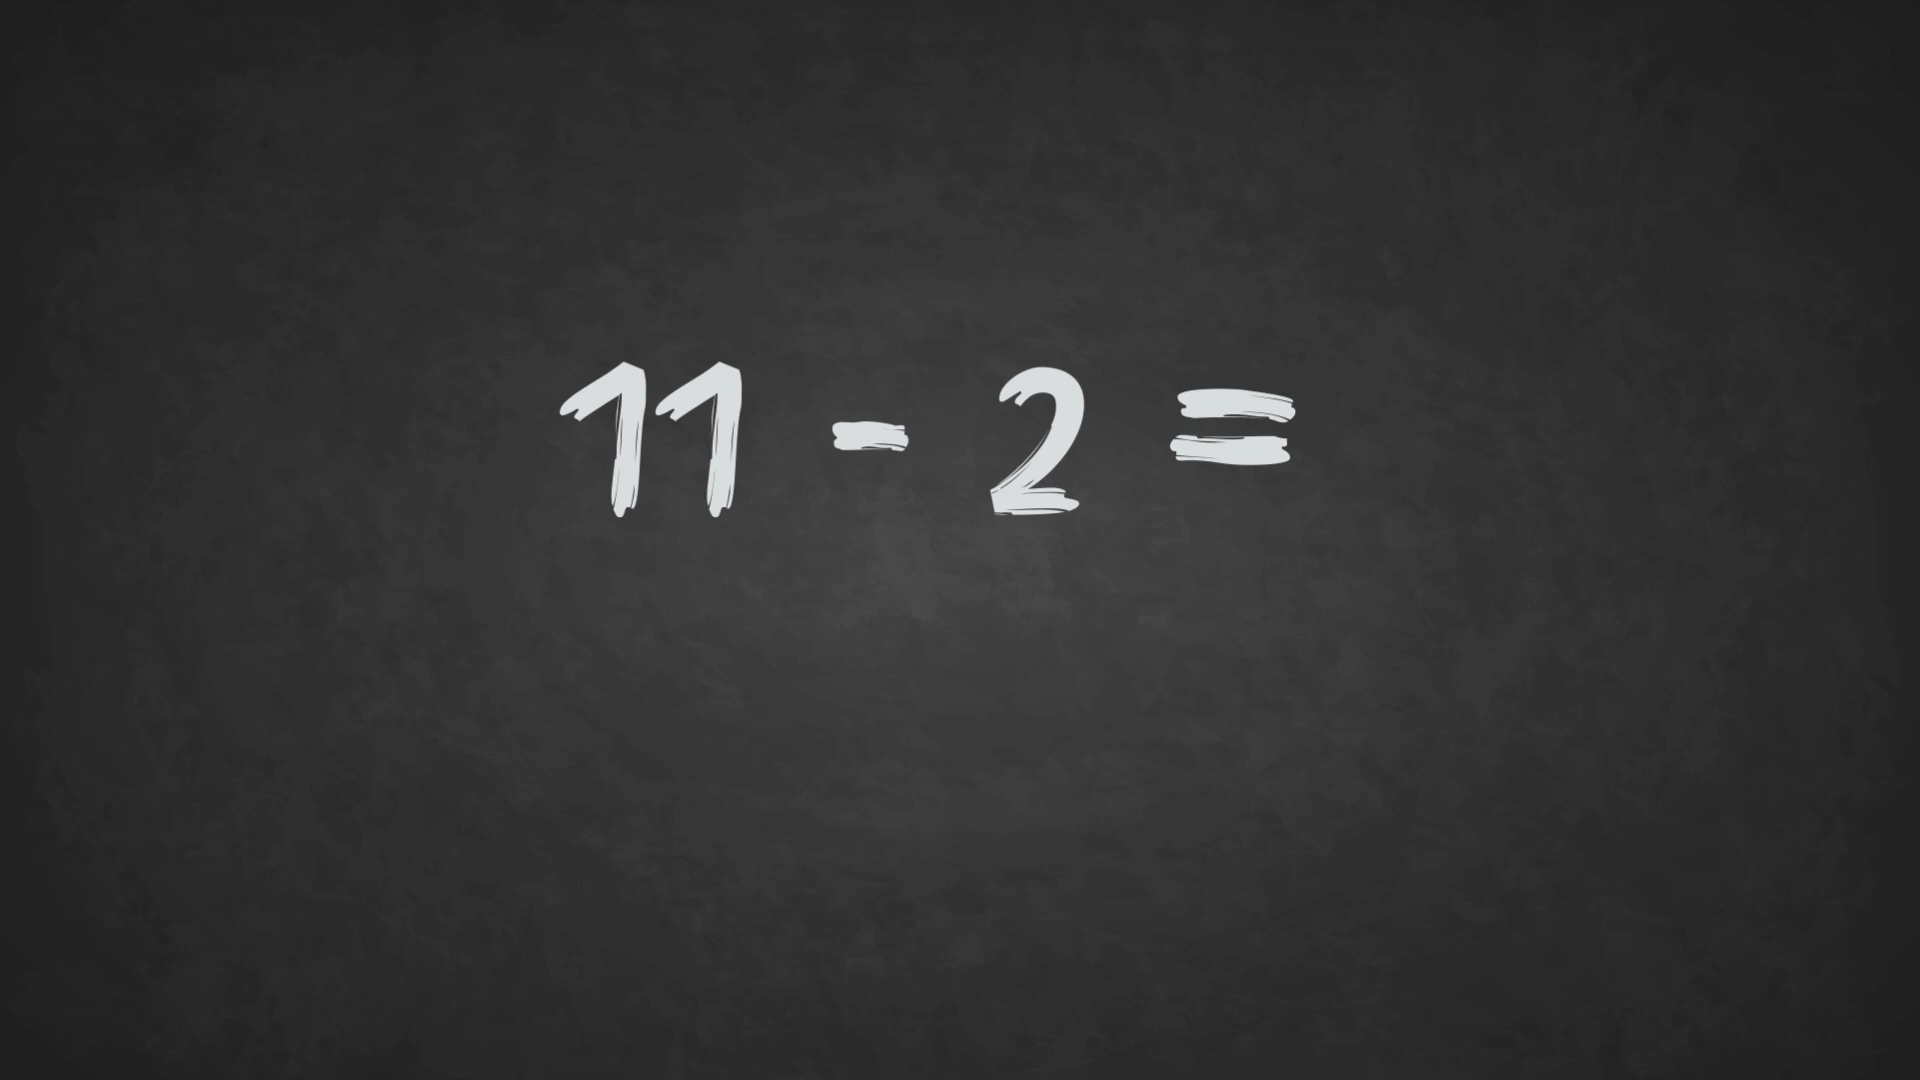 11 - 2 =